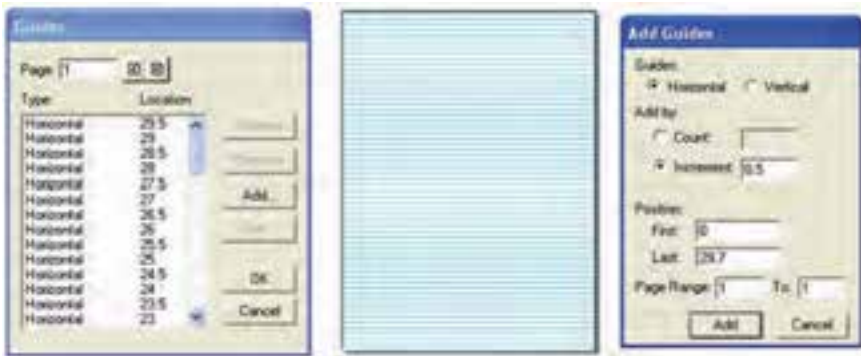 Guides
Page: 1
Type Location
Horizontal 29.5
Horizontal 29
Horizontal 28.5
Horizontal 28
Horizontal 27.5
Horizontal 27
Horizontal 26.5
Horizontal 26
Horizontal 25.5
Horizontal 25
Horizontal 24.5
Horizontal 24
Horizontal 23.5
Horizontal 23
Add...
OK
Cancel
Add Guides
Guides:
Horizontal Vertical
Add by:
Count:
Increment: 0.5
Position:
First: 0
Last: 29.7
Page Range: 1 To: 1
Add Cancel